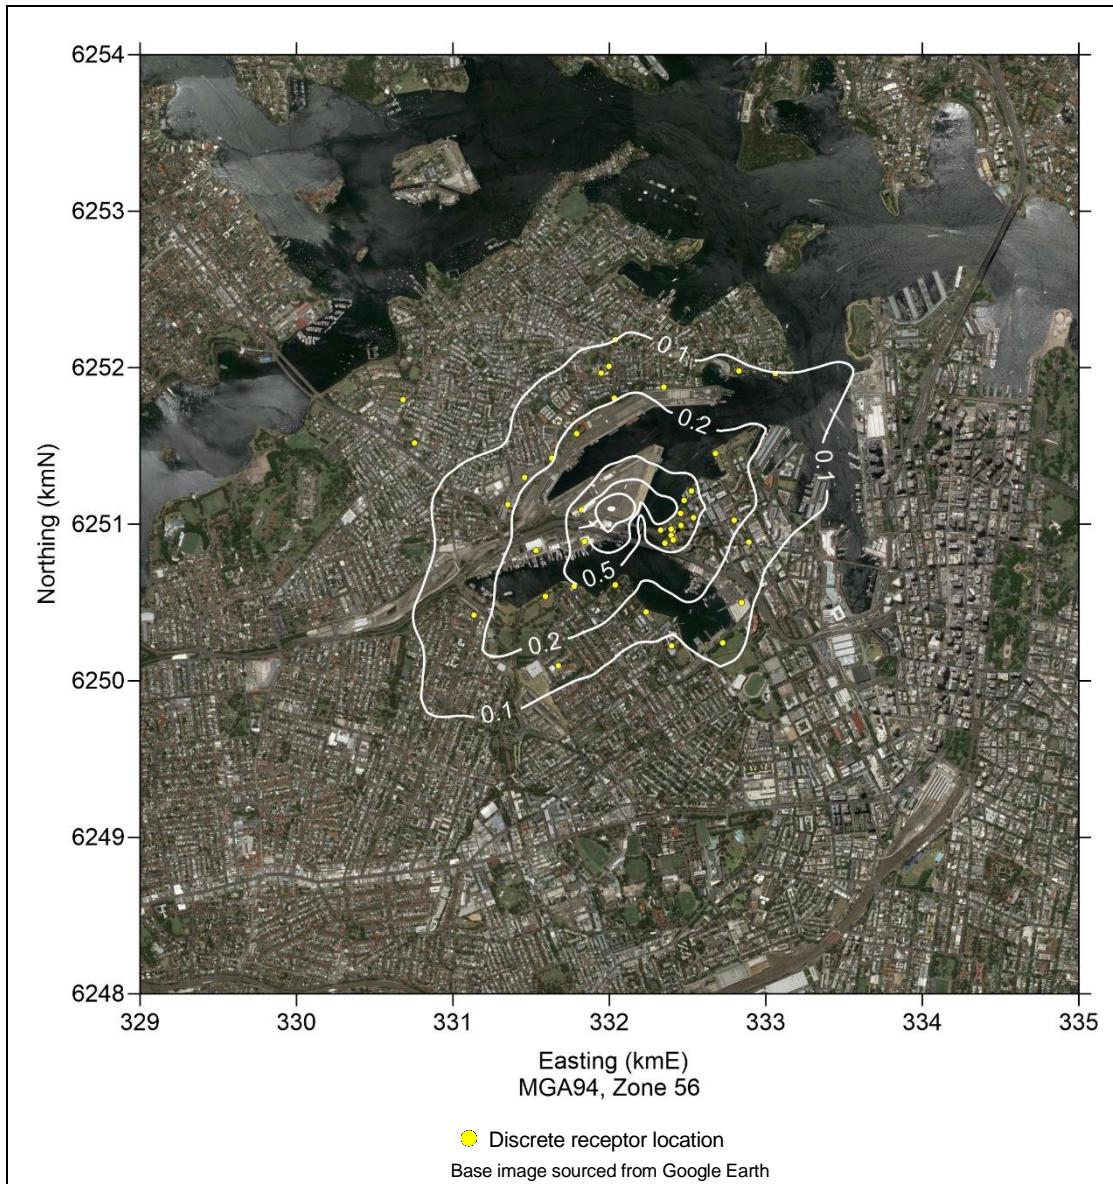 6254
6253
6252
6251
6250
6249
6248
Northing (kmN)
0.1
0.2
0.1
0.5
0.2
0.1
329 330 331 332 333 334 335
Easting (kmE)
MGA94, Zone 56
Discrete receptor location
Base image sourced from Google Earth